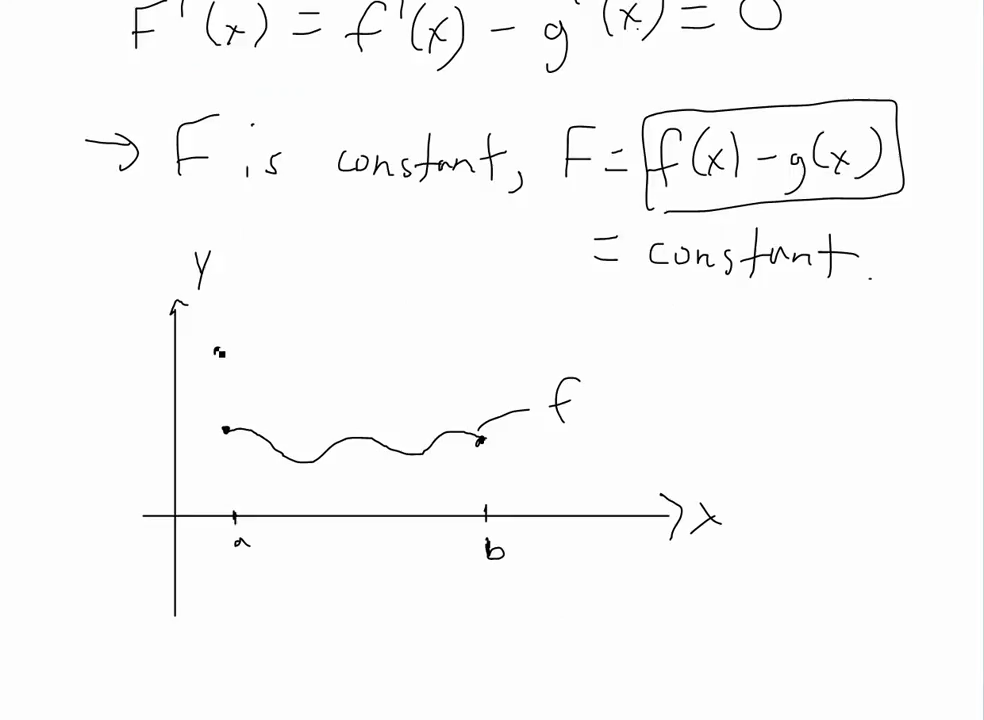 F'(x) = f'(x) - g'(x) = 0
→ F is constant, F = f(x) - g(x)
= constant.
y
f
x
a
b